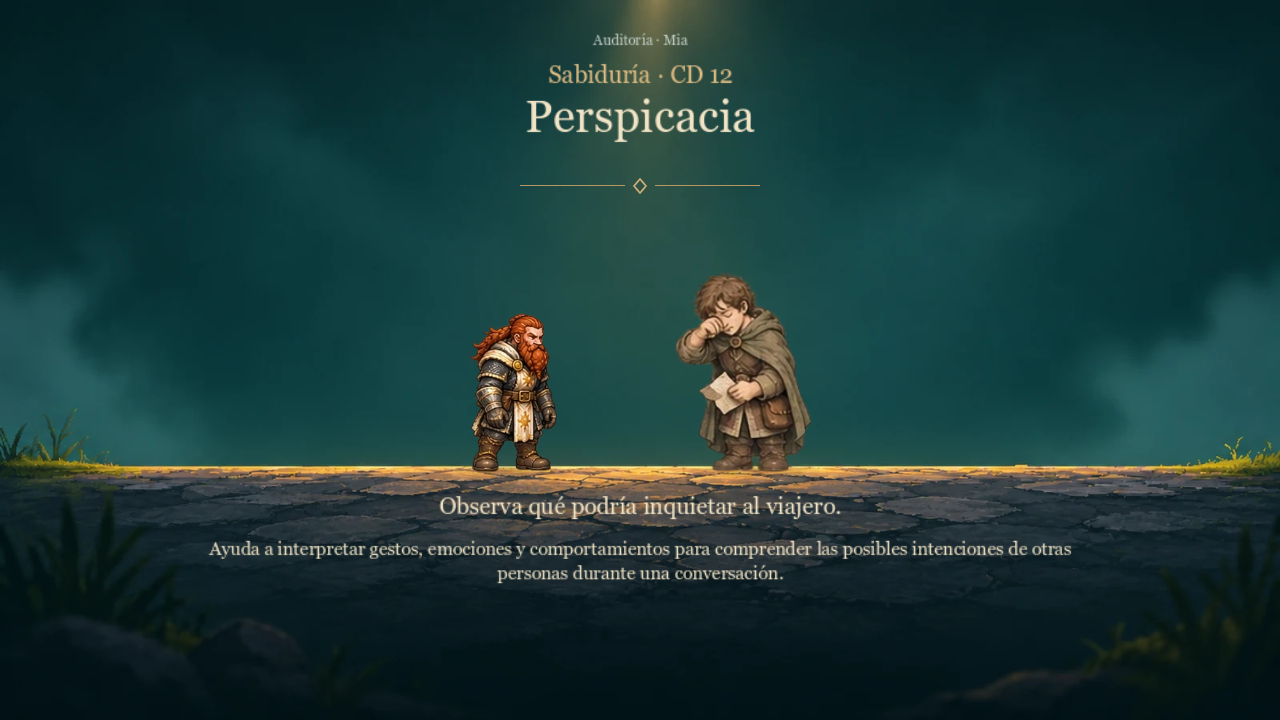 Auditoría · Mia
Sabiduría · CD 12
Perspicacia
Observa qué podría inquietar al viajero.
Ayuda a interpretar gestos, emociones y comportamientos para comprender las posibles intenciones de otras
personas durante una conversación.